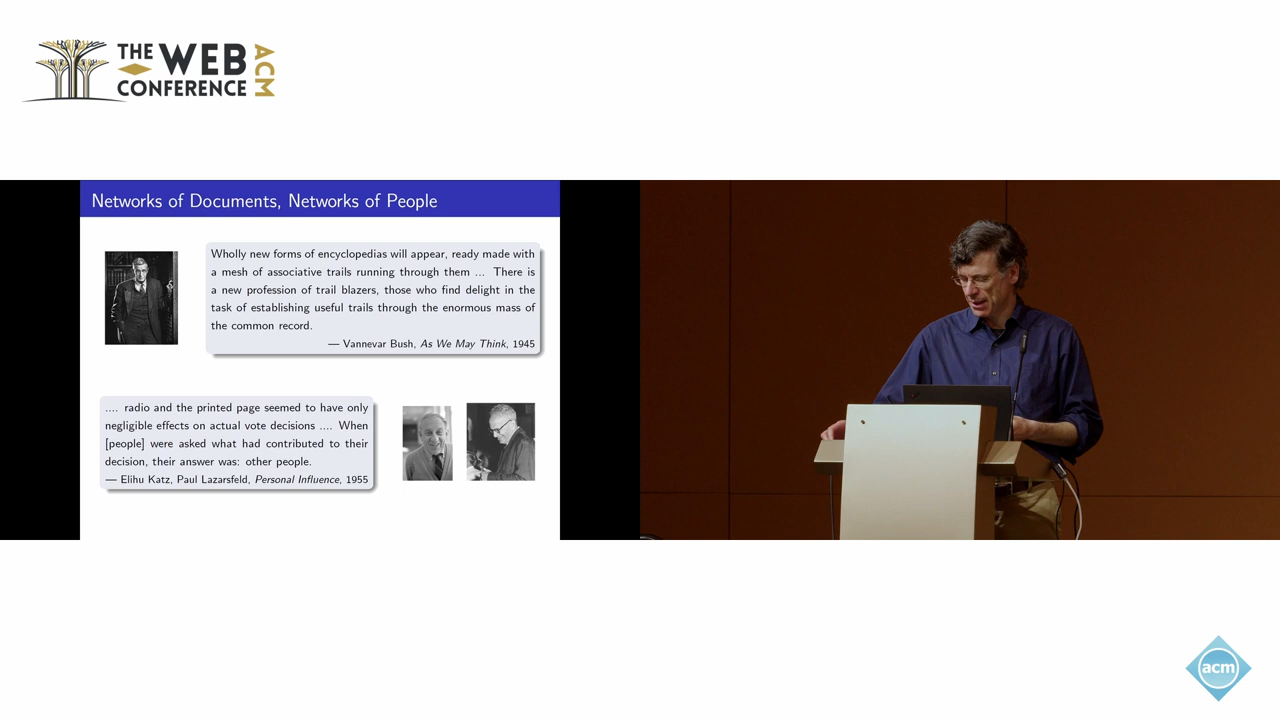 THE WEB
CONFERENCE
ACM
Networks of Documents, Networks of People
Wholly new forms of encyclopedias will appear, ready made with
a mesh of associative trails running through them ... There is
a new profession of trail blazers, those who find delight in the
task of establishing useful trails through the enormous mass of
the common record.
— Vannevar Bush, As We May Think, 1945
.... radio and the printed page seemed to have only
negligible effects on actual vote decisions .... When
[people] were asked what had contributed to their
decision, their answer was: other people.
— Elihu Katz, Paul Lazarsfeld, Personal Influence, 1955
acm